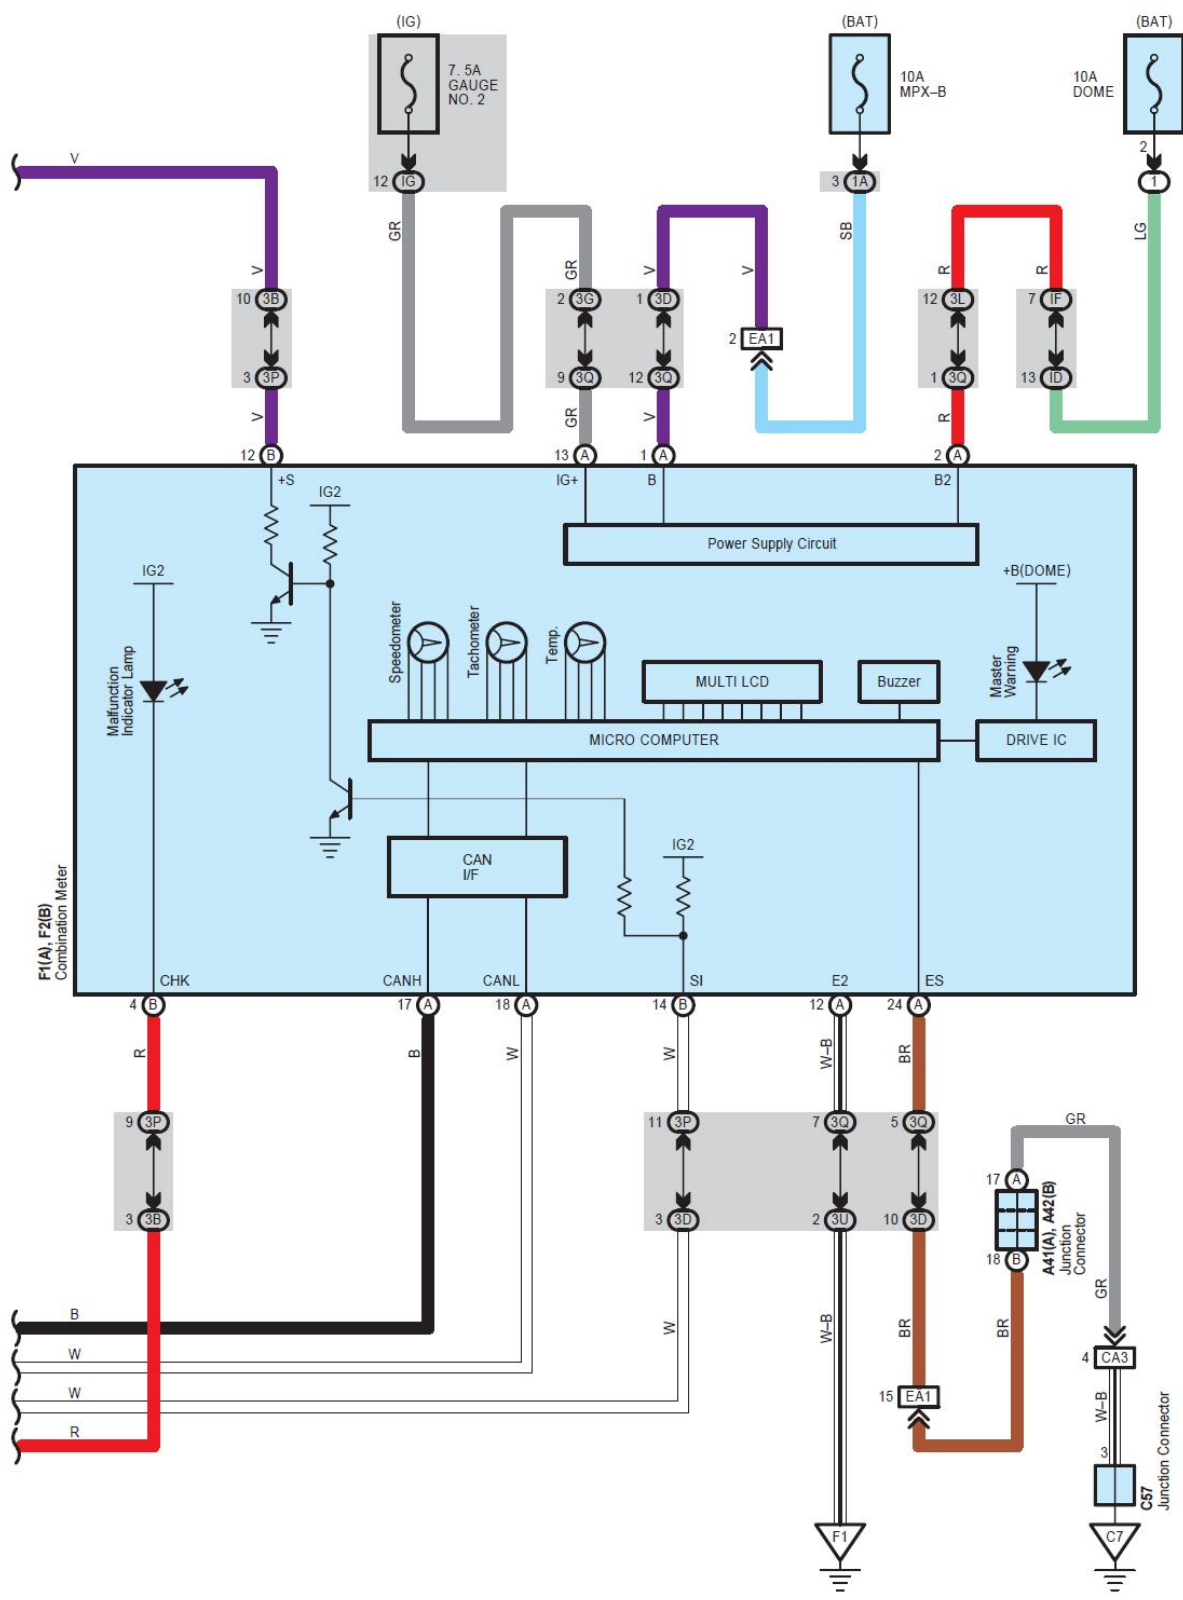 (IG)
(BAT)
(BAT)
7. 5A
GAUGE
NO. 2
10A
MPX–B
10A
DOME
2
V
12 IG
3 1A
1
GR
SB
LG
V
GR
V
V
R
R
10 3B
2 3G
1 3D
12 3L
7 IF
2 EA1
3 3P
9 3Q
12 3Q
1 3Q
13 ID
V
GR
V
R
12 B
13 A
1 A
2 A
+S
IG+
B
B2
IG2
Power Supply Circuit
IG2
+B(DOME)
Speedometer
Tachometer
Temp.
Malfunction
Indicator Lamp
MULTI LCD
Buzzer
Master
Warning
MICRO COMPUTER
DRIVE IC
CAN
I/F
IG2
F1(A), F2(B)
Combination Meter
CHK
CANH
CANL
SI
E2
ES
4 B
17 A
18 A
14 B
12 A
24 A
R
B
W
W
W–B
BR
9 3P
11 3P
7 3Q
5 3Q
GR
17 A
3 3B
3 3D
2 3U
10 3D
18 B
A41(A), A42(B)
Junction
Connector
GR
B
W
W–B
BR
BR
W
4 CA3
W
15 EA1
W–B
R
3
C57
Junction Connector
F1
C7